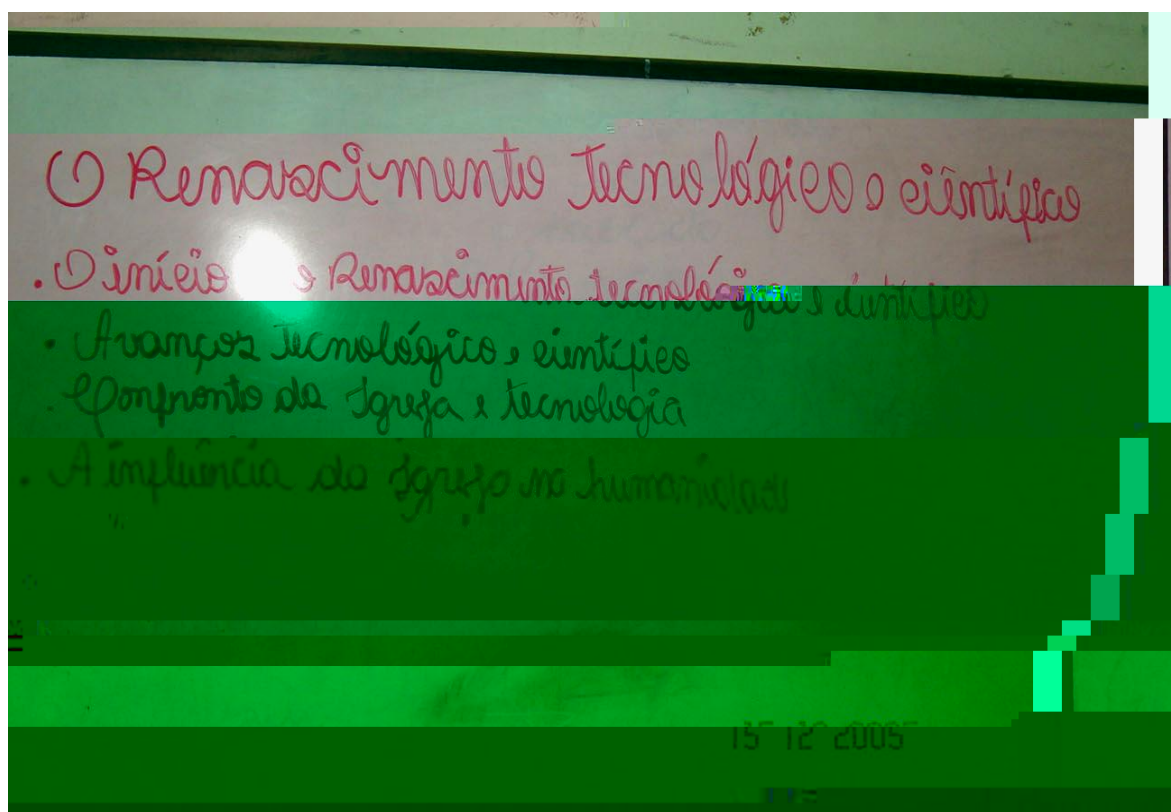 O Renascimento Tecnológico e científico
. O início e Renascimento tecnológico e científico
. Avanços Tecnológico e científico
. Confronto da Igreja e tecnologia
. A influência da Igreja na humanidade
15 12 2005